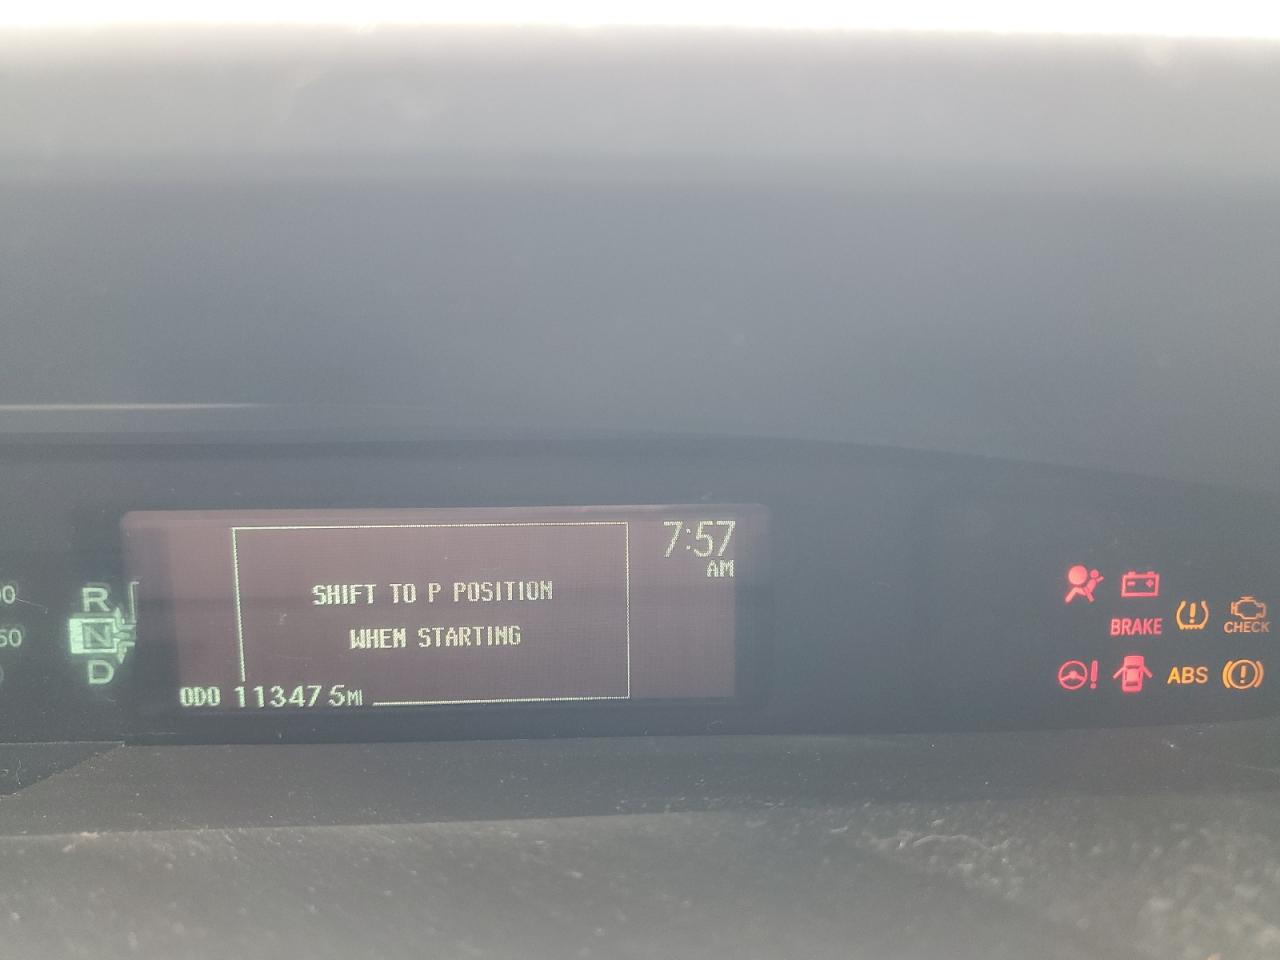 7:57
AM
R
N
D
SHIFT TO P POSITION
WHEN STARTING
ODO 113475MI
BRAKE
CHECK
ABS